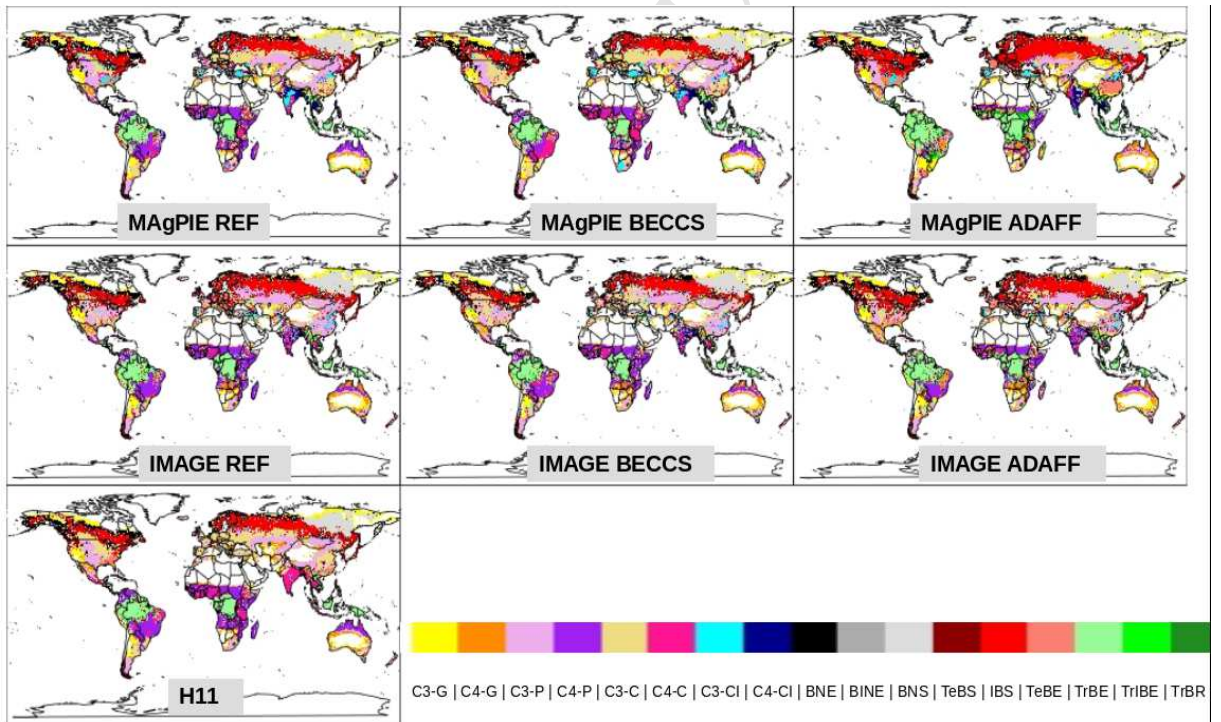 MAgPIE REF
MAgPIE BECCS
MAgPIE ADAFF
IMAGE REF
IMAGE BECCS
IMAGE ADAFF
H11
C3-G | C4-G | C3-P | C4-P | C3-C | C4-C | C3-CI | C4-CI | BNE | BINE | BNS | TeBS | IBS | TeBE | TrBE | TrIBE | TrBR